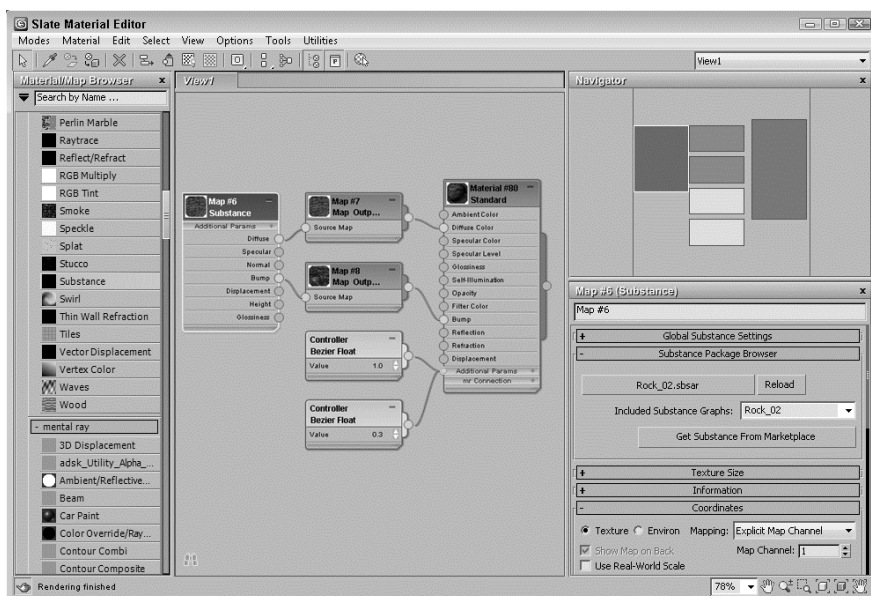 Slate Material Editor
Modes Material Edit Select View Options Tools Utilities
View1
Material/Map Browser x
Search by Name ...
Perlin Marble
Raytrace
Reflect/Refract
RGB Multiply
RGB Tint
Smoke
Speckle
Splat
Stucco
Substance
Swirl
Thin Wall Refraction
Tiles
Vector Displacement
Vertex Color
Waves
Wood
- mental ray
3D Displacement
adsk_Utility_Alpha_...
Ambient/Reflective...
Beam
Car Paint
Color Override/Ray...
Contour Combi
Contour Composite
View1
Map #6
Substance
Additional Params +
Diffuse
Specular
Normal
Bump
Displacement
Height
Glossiness
Map #7
Map Outp...
Source Map
Map #8
Map Outp...
Source Map
Controller
Bezier Float
Value 1.0
Controller
Bezier Float
Value 0.3
Material #80
Standard
Ambient Color
Diffuse Color
Specular Color
Specular Level
Glossiness
Self-Illumination
Opacity
Filter Color
Bump
Reflection
Refraction
Displacement
Additional Params +
mr Connection +
Navigator x
Map #6 (Substance) x
Map #6
+ Global Substance Settings
- Substance Package Browser
Rock_02.sbsar Reload
Included Substance Graphs: Rock_02
Get Substance From Marketplace
+ Texture Size
+ Information
- Coordinates
Texture Environ Mapping: Explicit Map Channel
Show Map on Back Map Channel: 1
Use Real-World Scale
Rendering finished
78%